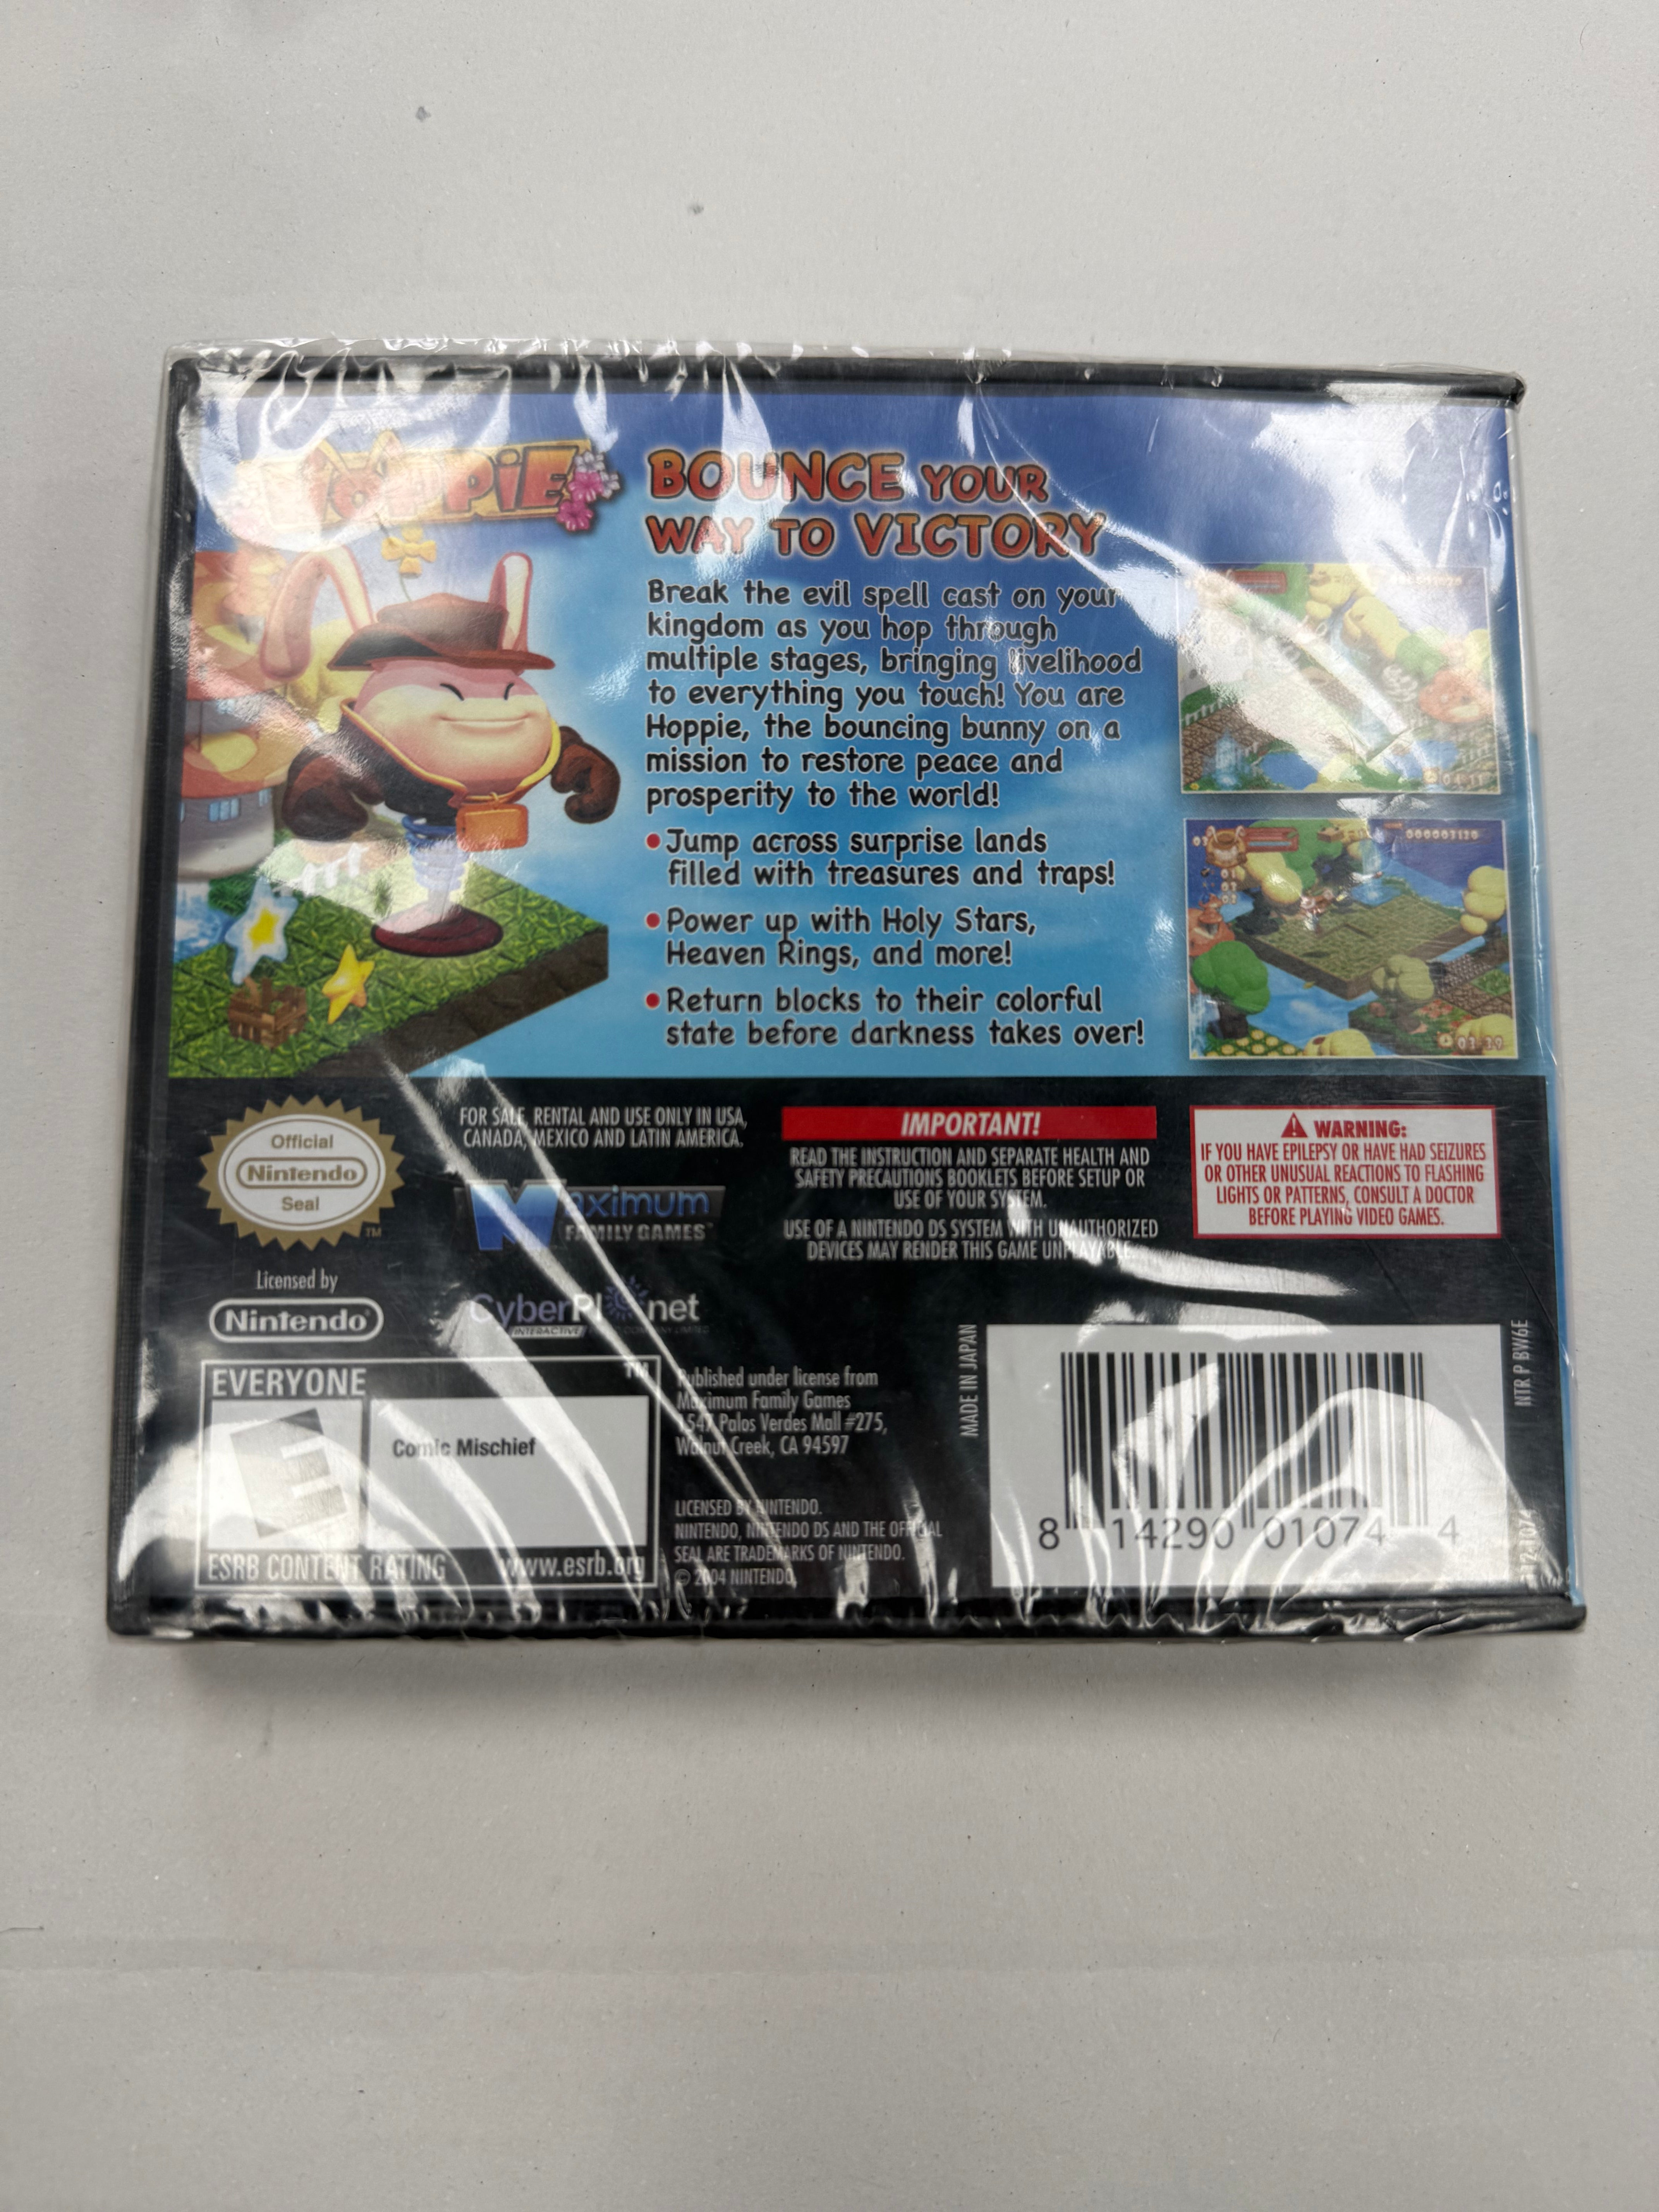 HOPPiE
BOUNCE YOUR
WAY TO VICTORY
Break the evil spell cast on your
kingdom as you hop through
multiple stages, bringing livelihood
to everything you touch! You are
Hoppie, the bouncing bunny on a
mission to restore peace and
prosperity to the world!
•Jump across surprise lands
filled with treasures and traps!
•Power up with Holy Stars,
Heaven Rings, and more!
•Return blocks to their colorful
state before darkness takes over!
04:11
000003120
03:39
Official
Nintendo
Seal
TM
Licensed by
Nintendo
FOR SALE, RENTAL AND USE ONLY IN USA,
CANADA, MEXICO AND LATIN AMERICA.
Maximum
FAMILY GAMES™
CyberPlanet
INTERACTIVE
IMPORTANT!
READ THE INSTRUCTION AND SEPARATE HEALTH AND
SAFETY PRECAUTIONS BOOKLETS BEFORE SETUP OR
USE OF YOUR SYSTEM.
USE OF A NINTENDO DS SYSTEM WITH UNAUTHORIZED
DEVICES MAY RENDER THIS GAME UNPLAYABLE.
WARNING:
IF YOU HAVE EPILEPSY OR HAVE HAD SEIZURES
OR OTHER UNUSUAL REACTIONS TO FLASHING
LIGHTS OR PATTERNS, CONSULT A DOCTOR
BEFORE PLAYING VIDEO GAMES.
EVERYONE
TM
E
Comic Mischief
ESRB CONTENT RATING www.esrb.org
Published under license from
Maximum Family Games
1547 Palos Verdes Mall #275,
Walnut Creek, CA 94597
LICENSED BY NINTENDO.
NINTENDO, NINTENDO DS AND THE OFFICIAL
SEAL ARE TRADEMARKS OF NINTENDO.
© 2004 NINTENDO.
MADE IN JAPAN
8 14290 01074 4
NTR P BW6E